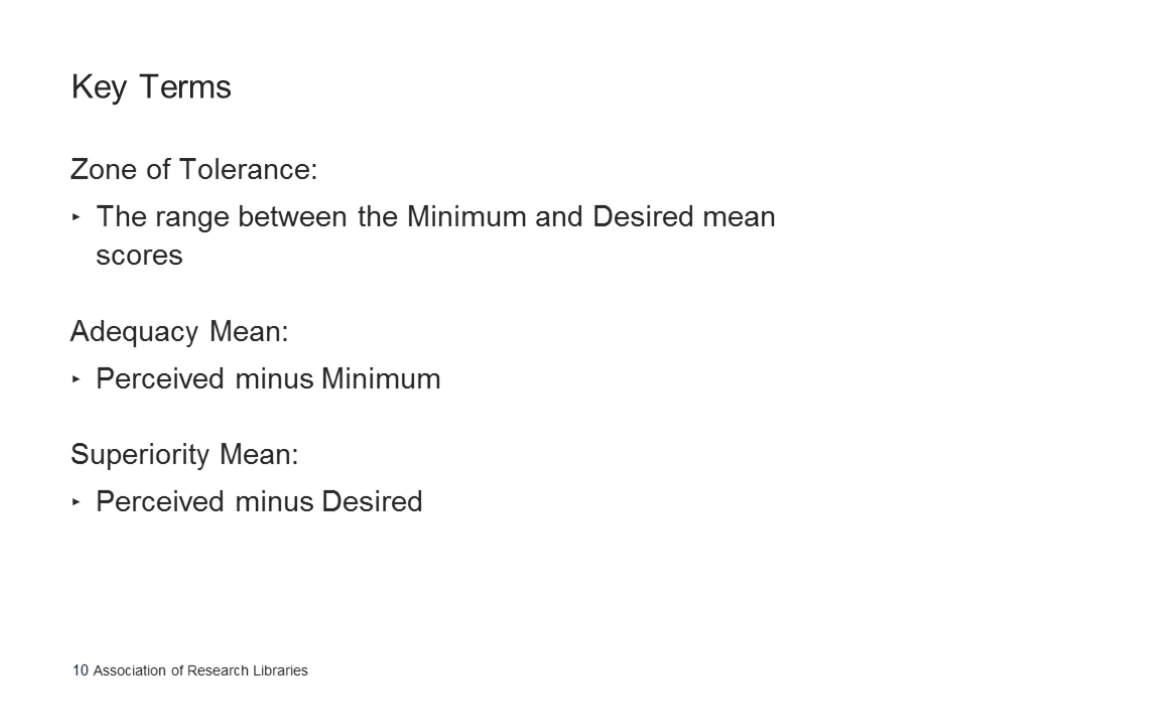 Key Terms
Zone of Tolerance:
‣ The range between the Minimum and Desired mean
scores
Adequacy Mean:
‣ Perceived minus Minimum
Superiority Mean:
‣ Perceived minus Desired
10 Association of Research Libraries